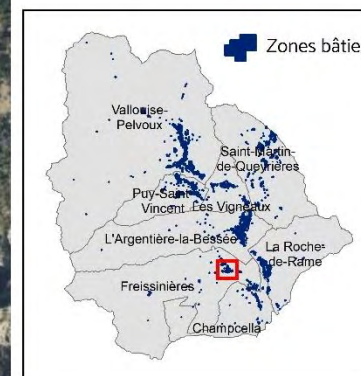 Zones bâtie
Vallouise-
Pelvoux
Saint-Martin-
de-Queyrières
Puy-Saint-
Vincent
Les Vigneaux
L'Argentière-la-Bessée
La Roche-
de-Rame
Freissinières
Champcella